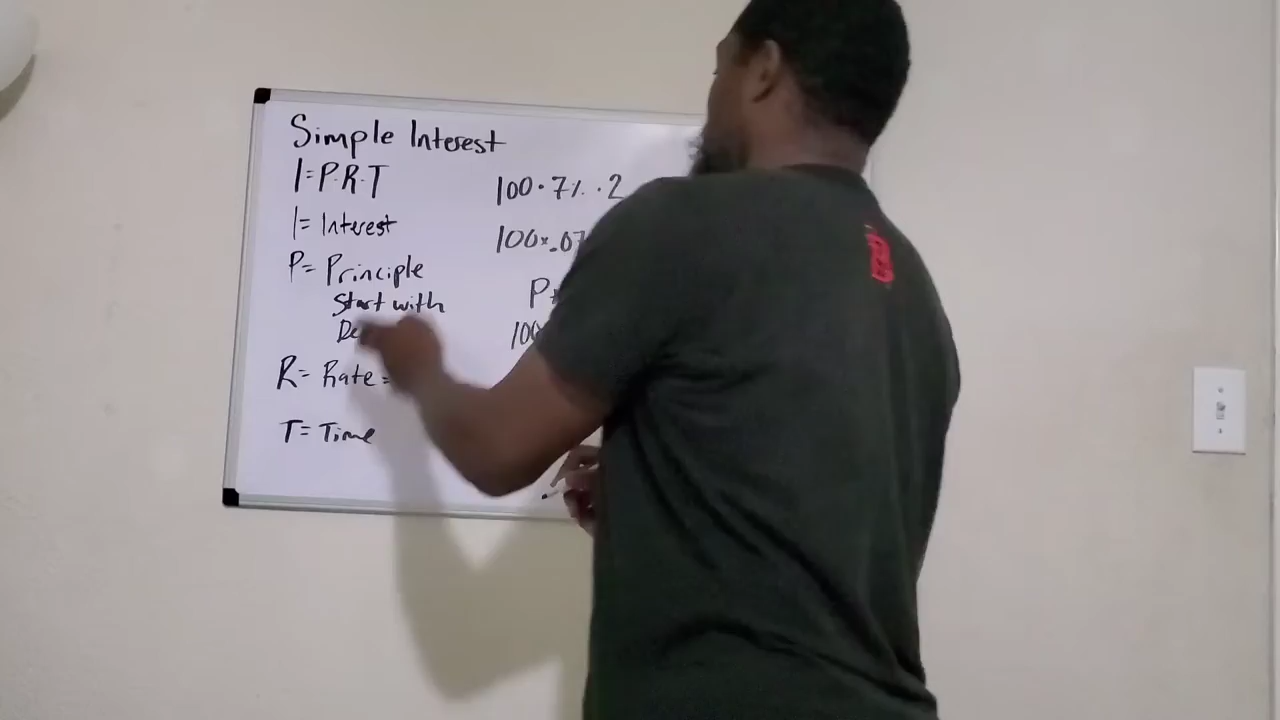 Simple Interest
I=P·R·T
I= Interest
P= Principle
Start with
R= Rate =
T= Time
100·7%·2
100×.07
P+
100
B